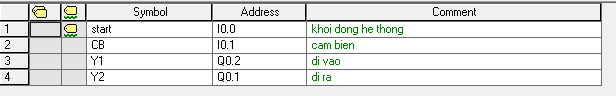 Symbol Address Comment
1 start I0.0 khoi dong he thong
2 CB I0.1 cam bien
3 Y1 Q0.2 di vao
4 Y2 Q0.1 di ra